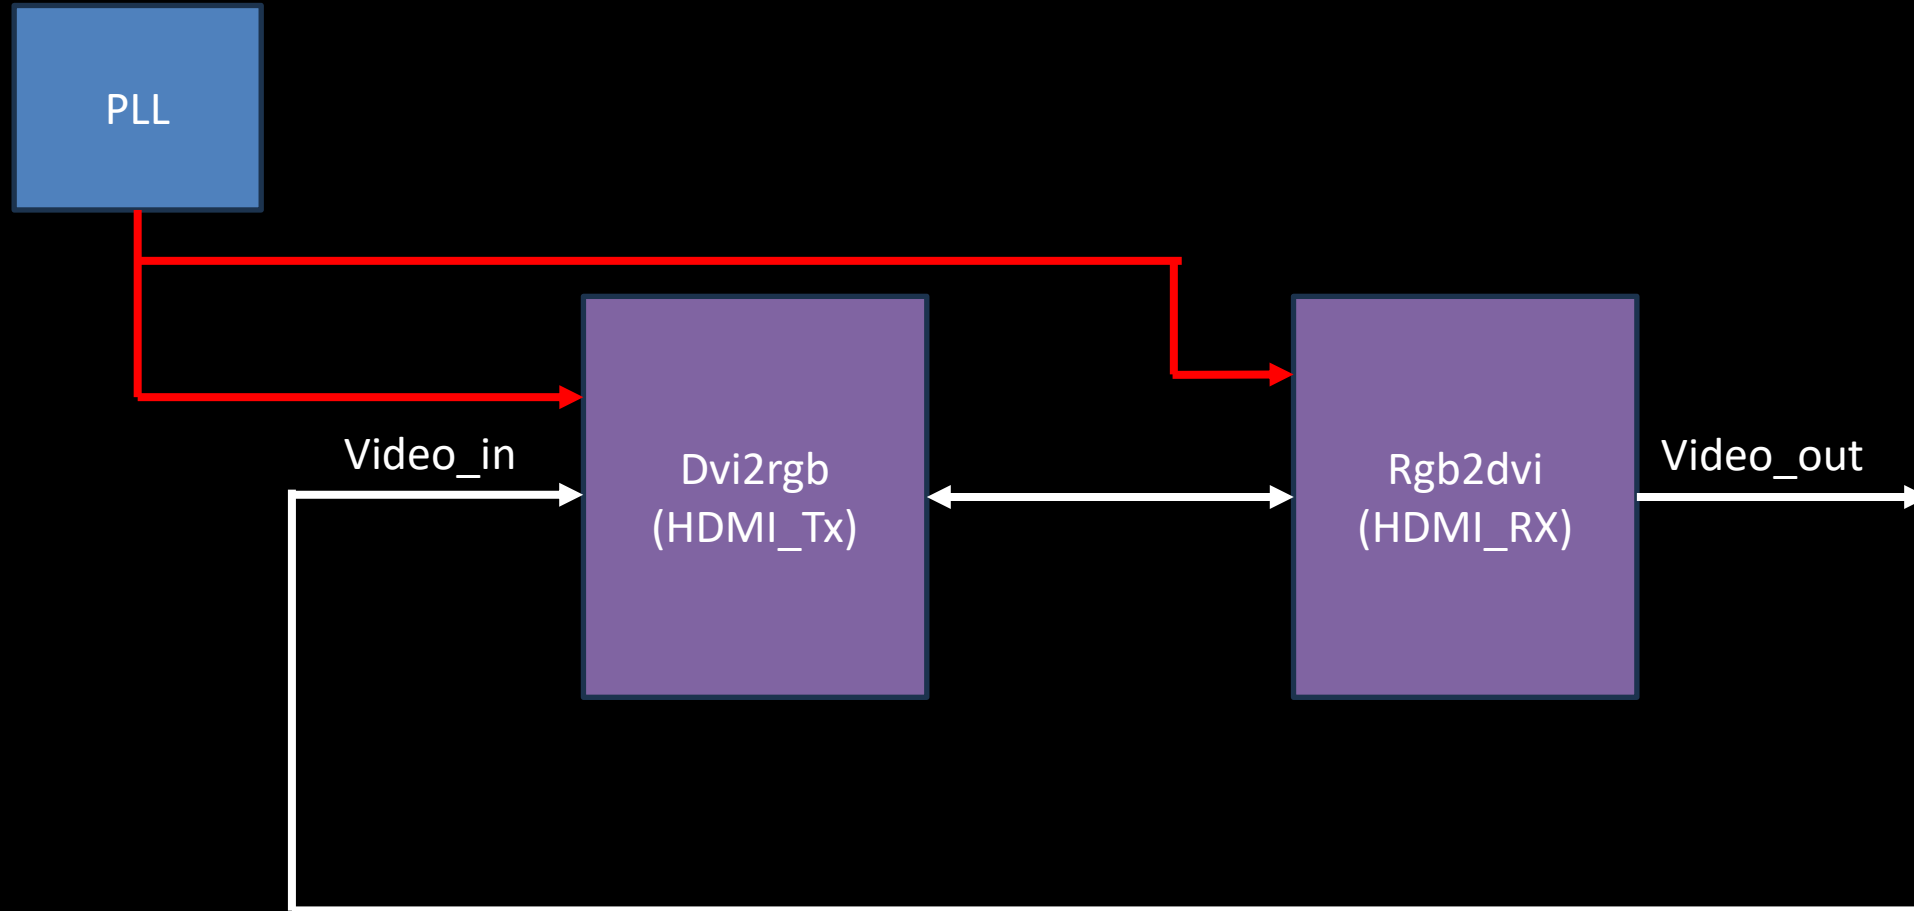 PLL
Video_in
Dvi2rgb
(HDMI_Tx)
Rgb2dvi
(HDMI_RX)
Video_out